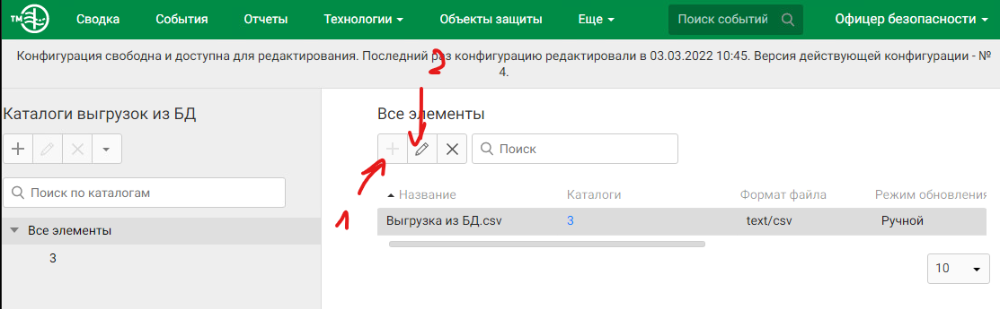 TM Сводка События Отчеты Технологии Объекты защиты Еще Поиск событий Офицер безопасности
Конфигурация свободна и доступна для редактирования. Последний раз конфигурацию редактировали в 03.03.2022 10:45. Версия действующей конфигурации - №
4.
2
Каталоги выгрузок из БД
Все элементы
Поиск
Поиск по каталогам
1
Название Каталоги Формат файла Режим обновления
Выгрузка из БД.csv 3 text/csv Ручной
Все элементы
3
10